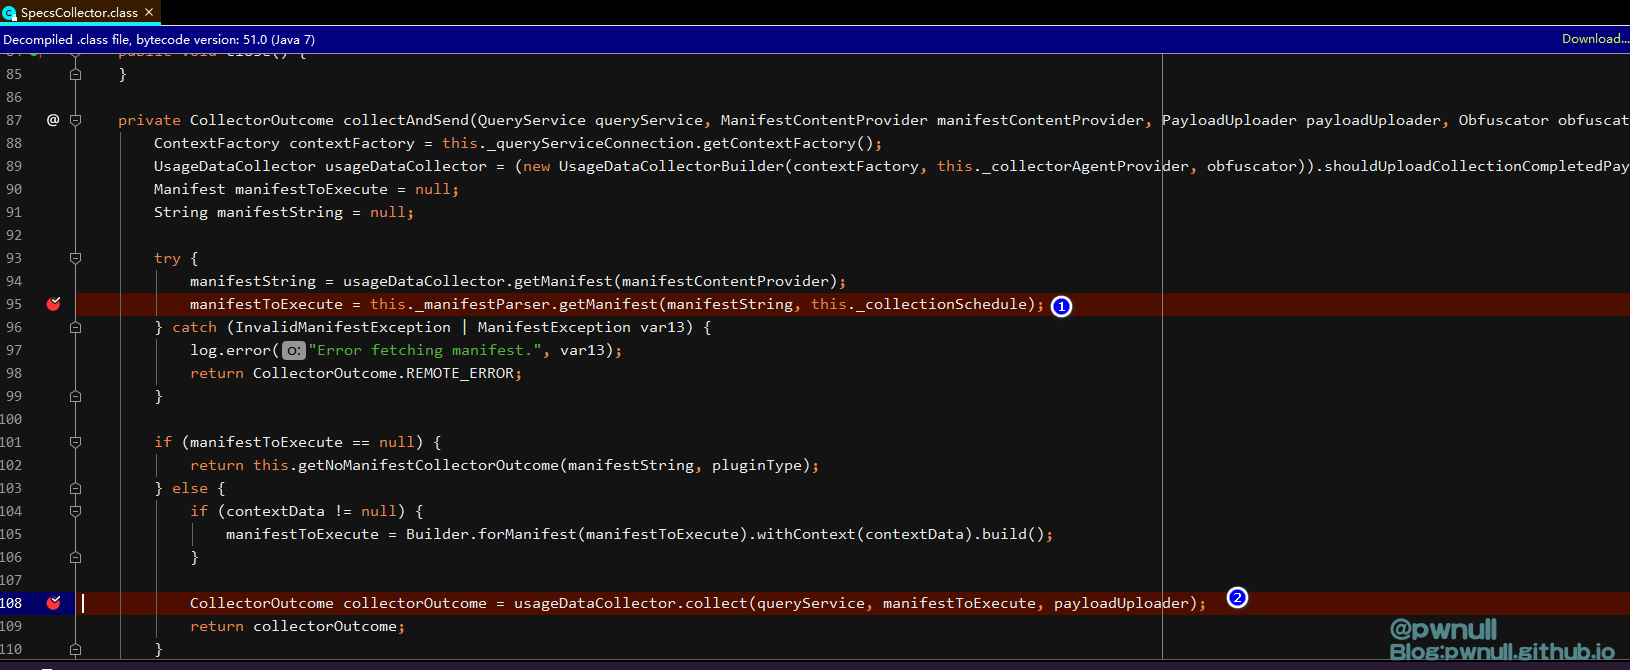 SpecsCollector.class ×
Decompiled .class file, bytecode version: 51.0 (Java 7) Download...
public void close() {
85 }
86
87 @ private CollectorOutcome collectAndSend(QueryService queryService, ManifestContentProvider manifestContentProvider, PayloadUploader payloadUploader, Obfuscator obfuscat
88 ContextFactory contextFactory = this._queryServiceConnection.getContextFactory();
89 UsageDataCollector usageDataCollector = (new UsageDataCollectorBuilder(contextFactory, this._collectorAgentProvider, obfuscator)).shouldUploadCollectionCompletedPay
90 Manifest manifestToExecute = null;
91 String manifestString = null;
92
93 try {
94 manifestString = usageDataCollector.getManifest(manifestContentProvider);
95 manifestToExecute = this._manifestParser.getManifest(manifestString, this._collectionSchedule); 1
96 } catch (InvalidManifestException | ManifestException var13) {
97 log.error( o: "Error fetching manifest.", var13);
98 return CollectorOutcome.REMOTE_ERROR;
99 }
100
101 if (manifestToExecute == null) {
102 return this.getNoManifestCollectorOutcome(manifestString, pluginType);
103 } else {
104 if (contextData != null) {
105 manifestToExecute = Builder.forManifest(manifestToExecute).withContext(contextData).build();
106 }
107
108 CollectorOutcome collectorOutcome = usageDataCollector.collect(queryService, manifestToExecute, payloadUploader); 2
109 return collectorOutcome;
110 }
@pwnull
Blog:pwnull.github.io